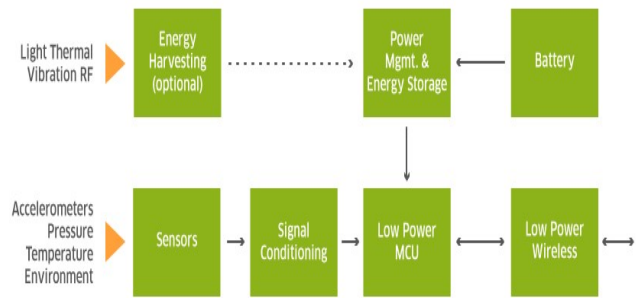 Light Thermal
Vibration RF
Energy
Harvesting
(optional)
Power
Mgmt. &
Energy Storage
Battery
Accelerometers
Pressure
Temperature
Environment
Sensors
Signal
Conditioning
Low Power
MCU
Low Power
Wireless